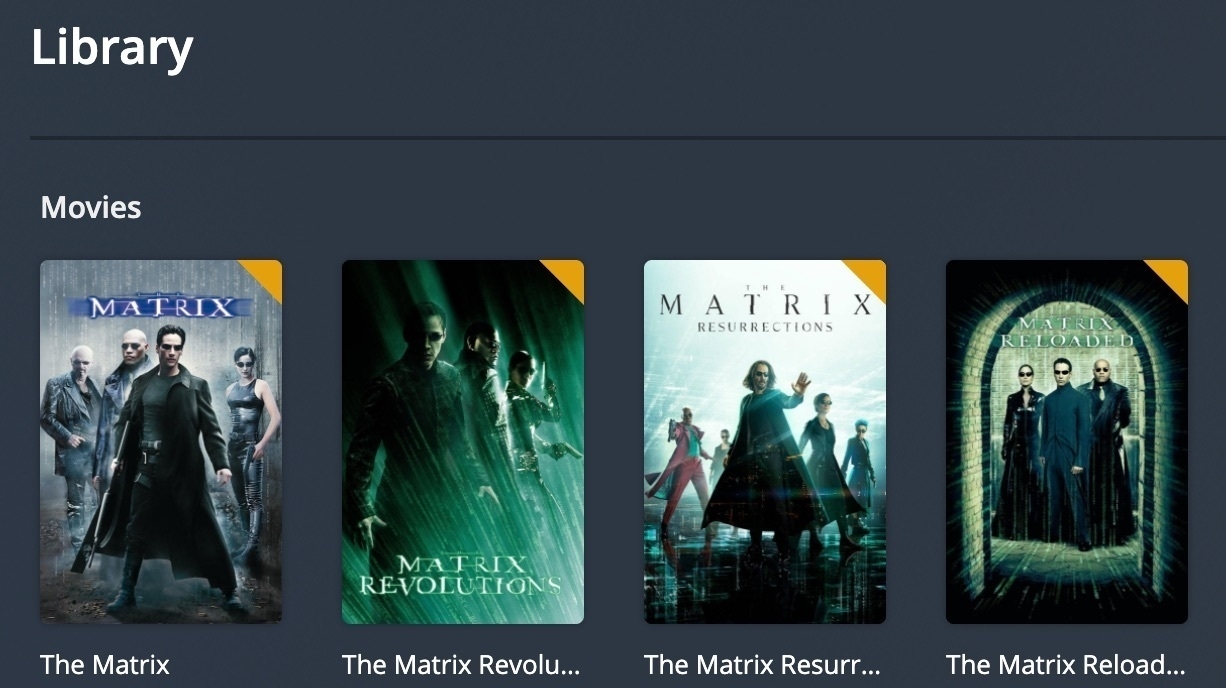 Library
Movies
THE
MATRIX
MATRIX
REVOLUTIONS
THE
MATRIX
RESURRECTIONS
MATRIX
RELOADED
The Matrix
The Matrix Revolu...
The Matrix Resurr...
The Matrix Reload...